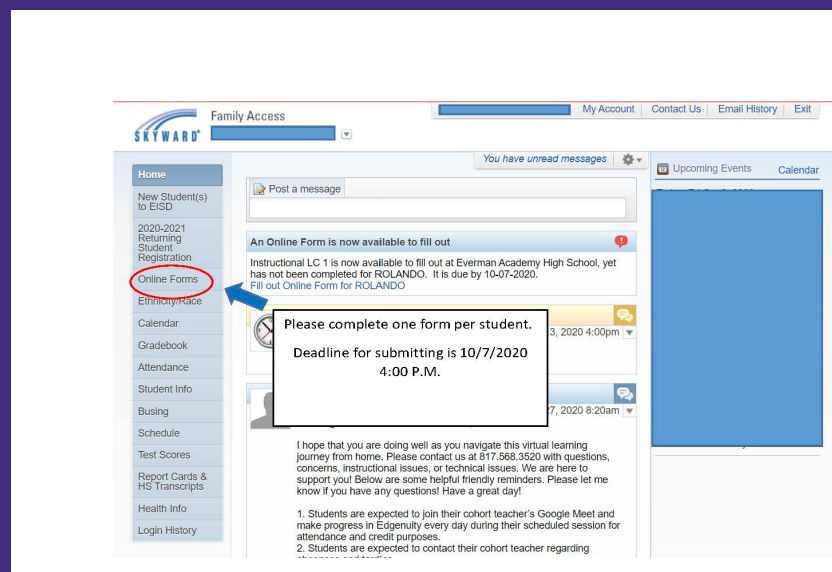 Family Access
SKYWARD
My Account
Contact Us
Email History
Exit
You have unread messages
Home
New Student(s)
to EISD
2020-2021
Returning
Student
Registration
Online Forms
Ethnicity/Race
Calendar
Gradebook
Attendance
Student Info
Busing
Schedule
Test Scores
Report Cards &
HS Transcripts
Health Info
Login History
Post a message
An Online Form is now available to fill out
Instructional LC 1 is now available to fill out at Everman Academy High School, yet
has not been completed for ROLANDO. It is due by 10-07-2020.
Fill out Online Form for ROLANDO
Please complete one form per student.
Deadline for submitting is 10/7/2020
4:00 P.M.
3, 2020 4:00pm
27, 2020 8:20am
I hope that you are doing well as you navigate this virtual learning
journey from home. Please contact us at 817.568.3520 with questions,
concerns, instructional issues, or technical issues. We are here to
support you! Below are some helpful friendly reminders. Please let me
know if you have any questions! Have a great day!
1. Students are expected to join their cohort teacher's Google Meet and
make progress in Edgenuity every day during their scheduled session for
attendance and credit purposes.
2. Students are expected to contact their cohort teacher regarding
Upcoming Events
Calendar